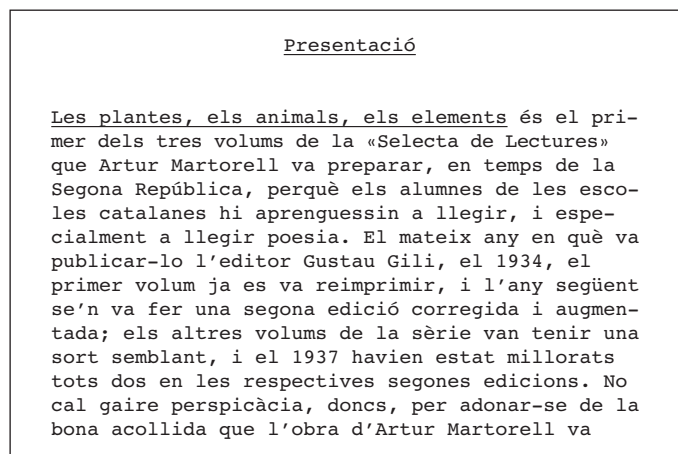 Presentació
Les plantes, els animals, els elements és el pri-
mer dels tres volums de la «Selecta de Lectures»
que Artur Martorell va preparar, en temps de la
Segona República, perquè els alumnes de les esco-
les catalanes hi aprenguessin a llegir, i espe-
cialment a llegir poesia. El mateix any en què va
publicar-lo l’editor Gustau Gili, el 1934, el
primer volum ja es va reimprimir, i l’any següent
se’n va fer una segona edició corregida i augmen-
tada; els altres volums de la sèrie van tenir una
sort semblant, i el 1937 havien estat millorats
tots dos en les respectives segones edicions. No
cal gaire perspicàcia, doncs, per adonar-se de la
bona acollida que l’obra d’Artur Martorell va